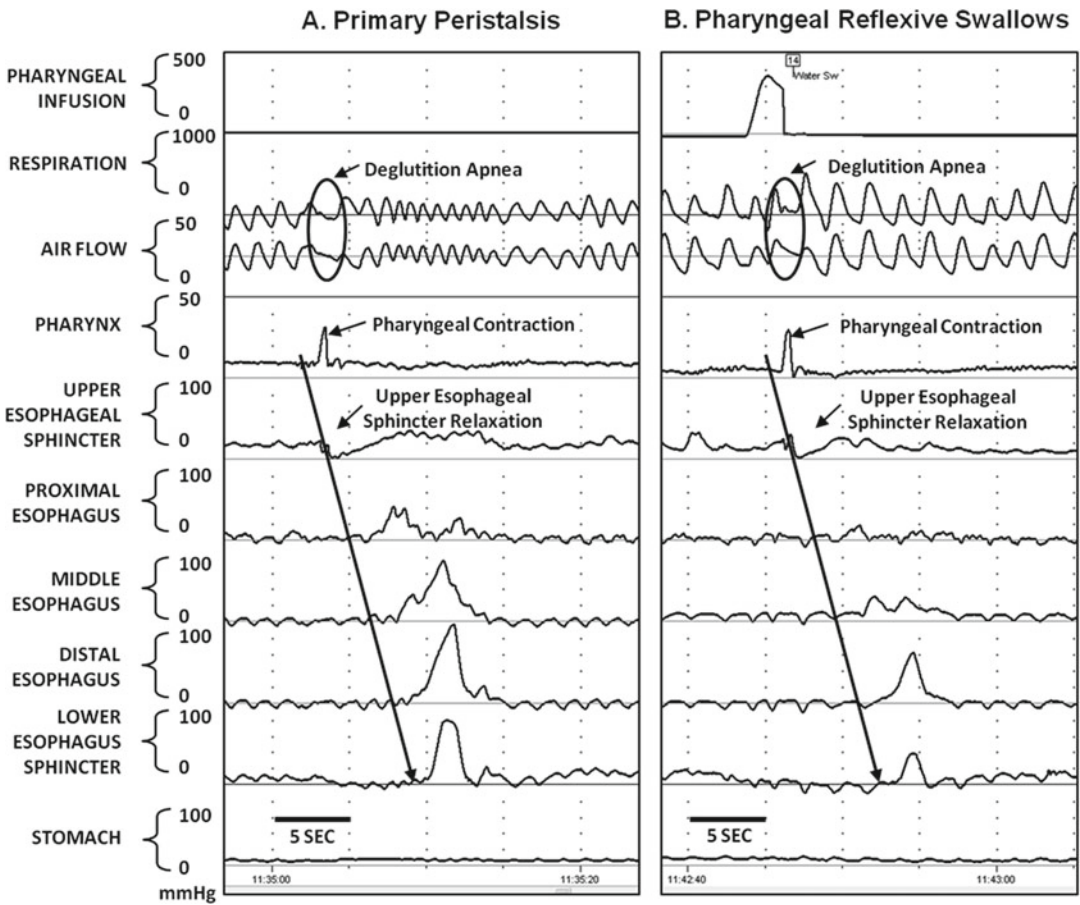 A. Primary Peristalsis
B. Pharyngeal Reflexive Swallows
PHARYNGEAL
INFUSION
500
0
14
Water Sw
RESPIRATION
1000
0
Deglutition Apnea
Deglutition Apnea
AIR FLOW
50
0
PHARYNX
50
0
Pharyngeal Contraction
Pharyngeal Contraction
UPPER
ESOPHAGEAL
SPHINCTER
100
0
Upper Esophageal
Sphincter Relaxation
Upper Esophageal
Sphincter Relaxation
PROXIMAL
ESOPHAGUS
100
0
MIDDLE
ESOPHAGUS
100
0
DISTAL
ESOPHAGUS
100
0
LOWER
ESOPHAGUS
SPHINCTER
100
0
STOMACH
100
0
mmHg
5 SEC
5 SEC
11:35:00
11:35:20
11:42:40
11:43:00